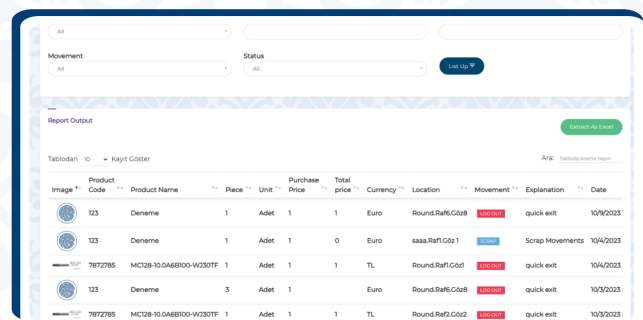 All
Movement Status
All All List Up
Report Output
Extract As Excel
Tablodan 10 Kayıt Göster Ara: Tabloda Arama Yapın
Image Product Code Product Name Piece Unit Purchase Price Total price Currency Location Movement Explanation Date
123 Deneme 1 Adet 1 1 Euro Round.Raf6.Göz8 LOG OUT quick exit 10/9/2023
123 Deneme 1 Adet 1 0 Euro saaa.Raf1.Göz 1 SCRAP Scrap Movements 10/4/2023
7872785 MC128-10.0A6B100-WJ30TF 1 Adet 1 1 TL Round.Raf1.Göz1 LOG OUT quick exit 10/4/2023
123 Deneme 3 Adet 1 Euro Round.Raf6.Göz8 LOG OUT quick exit 10/3/2023
7872785 MC128-10.0A6B100-WJ30TF 1 Adet 1 1 TL Round.Raf2.Göz2 LOG OUT quick exit 10/3/2023